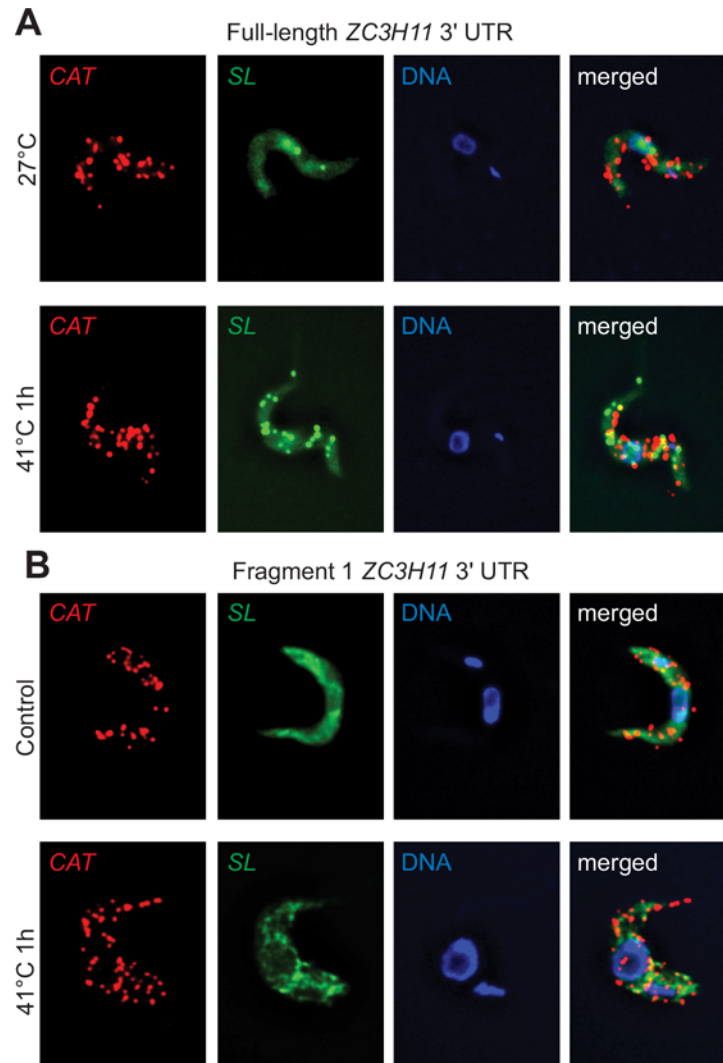 A
Full-length ZC3H11 3' UTR
27°C
CAT
SL
DNA
merged
41°C 1h
CAT
SL
DNA
merged
B
Fragment 1 ZC3H11 3' UTR
Control
CAT
SL
DNA
merged
41°C 1h
CAT
SL
DNA
merged